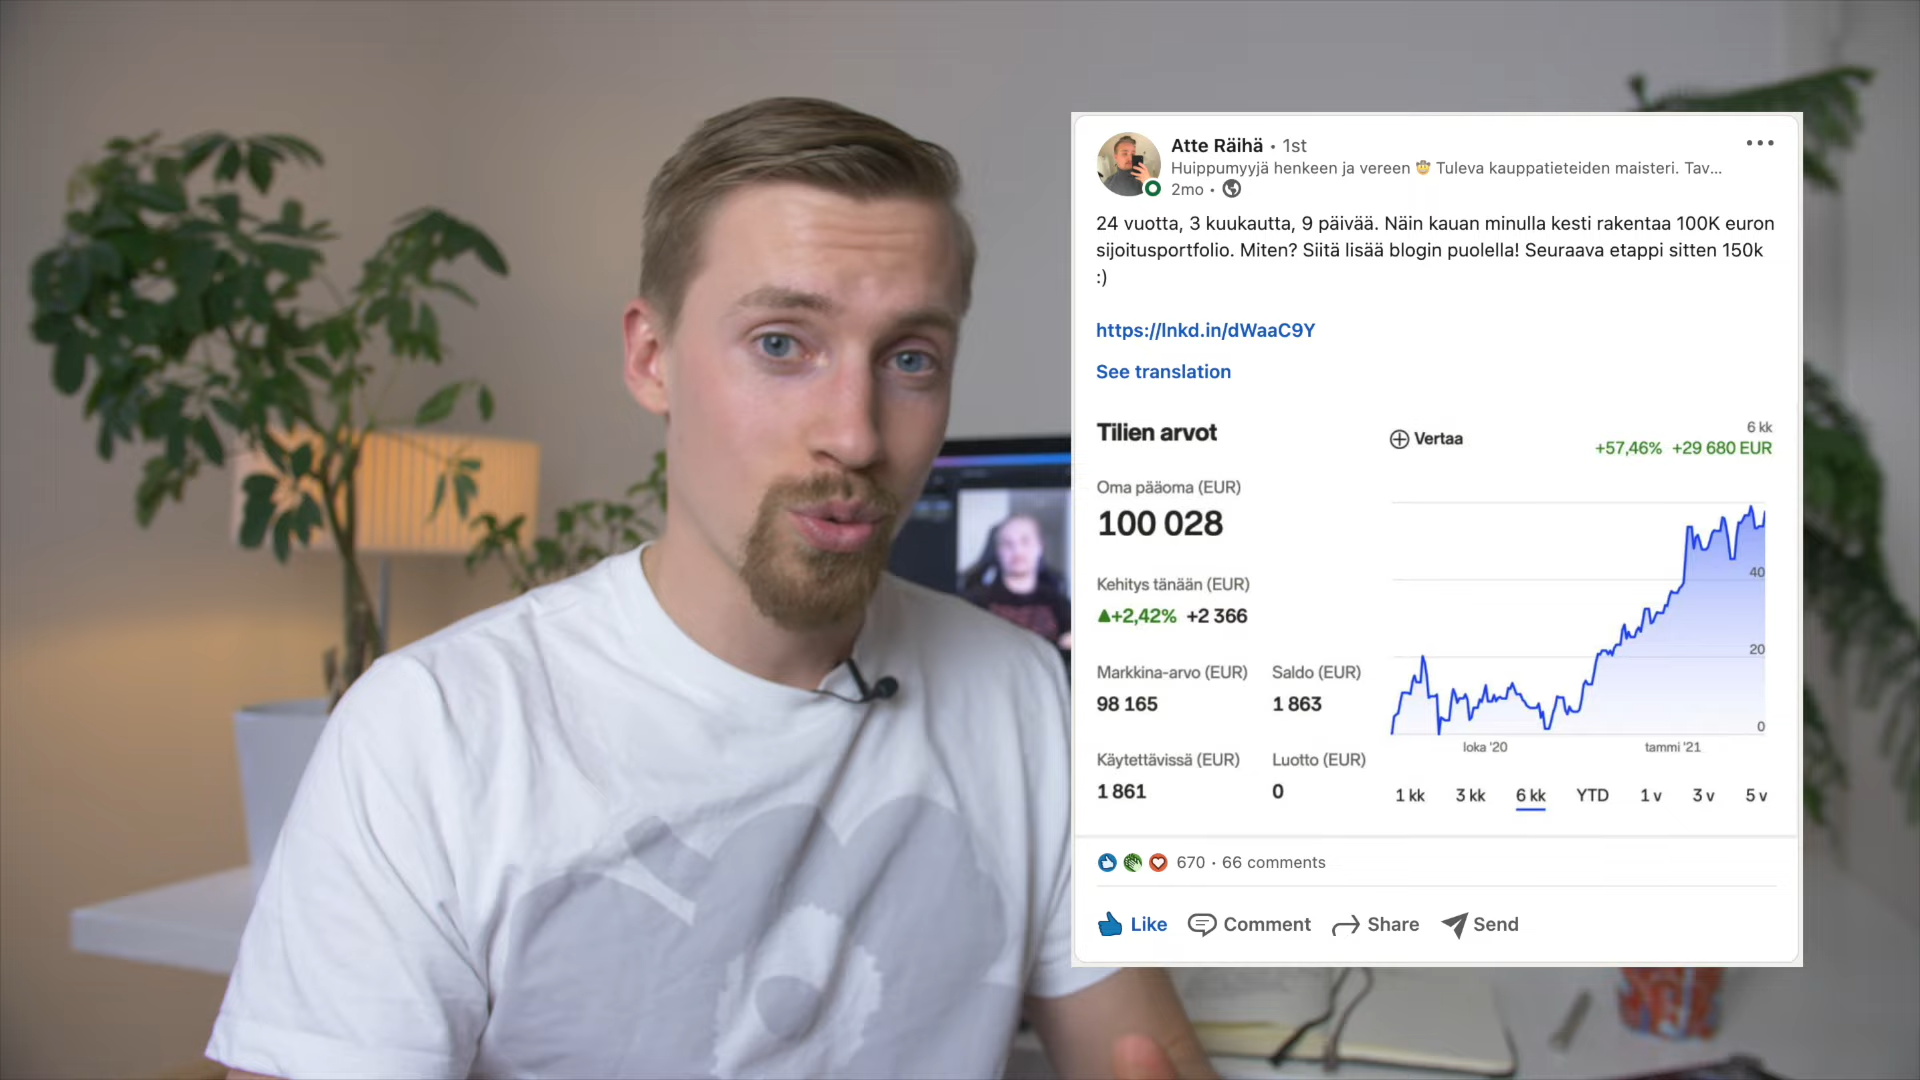 Atte Räihä • 1st
Huippumyyjä henkeen ja vereen 🤠 Tuleva kauppatieteiden maisteri. Tav...
2mo •
24 vuotta, 3 kuukautta, 9 päivää. Näin kauan minulla kesti rakentaa 100K euron
sijoitusportfolio. Miten? Siitä lisää blogin puolella! Seuraava etappi sitten 150k
:)
https://lnkd.in/dWaaC9Y
See translation
Tilien arvot
Vertaa
6 kk
+57,46% +29 680 EUR
Oma pääoma (EUR)
100 028
Kehitys tänään (EUR)
+2,42% +2 366
Markkina-arvo (EUR) Saldo (EUR)
98 165 1 863
Käytettävissä (EUR) Luotto (EUR)
1 861 0
40
20
0
loka '20 tammi '21
1 kk 3 kk 6 kk YTD 1 v 3 v 5 v
670 • 66 comments
Like Comment Share Send